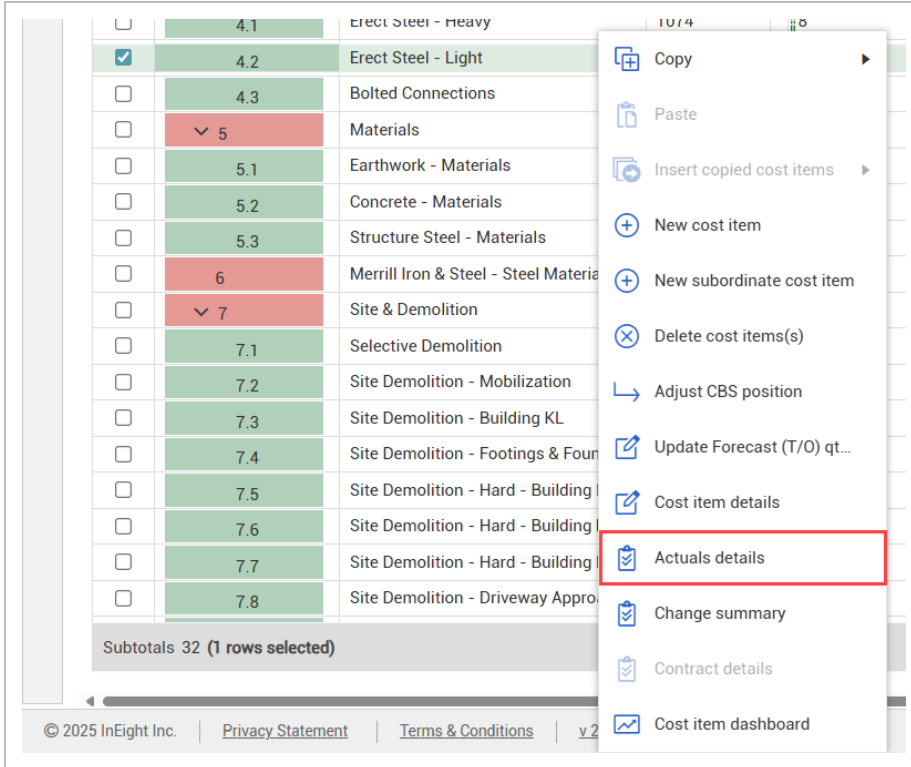 4.1 Erect Steel - Heavy 1074 8
4.2 Erect Steel - Light
4.3 Bolted Connections
5 Materials
5.1 Earthwork - Materials
5.2 Concrete - Materials
5.3 Structure Steel - Materials
6 Merrill Iron & Steel - Steel Materia
7 Site & Demolition
7.1 Selective Demolition
7.2 Site Demolition - Mobilization
7.3 Site Demolition - Building KL
7.4 Site Demolition - Footings & Foun
7.5 Site Demolition - Hard - Building
7.6 Site Demolition - Hard - Building
7.7 Site Demolition - Hard - Building
7.8 Site Demolition - Driveway Appro
Subtotals 32 (1 rows selected)
Copy
Paste
Insert copied cost items
New cost item
New subordinate cost item
Delete cost items(s)
Adjust CBS position
Update Forecast (T/O) qt...
Cost item details
Actuals details
Change summary
Contract details
Cost item dashboard
© 2025 InEight Inc. Privacy Statement Terms & Conditions v 2